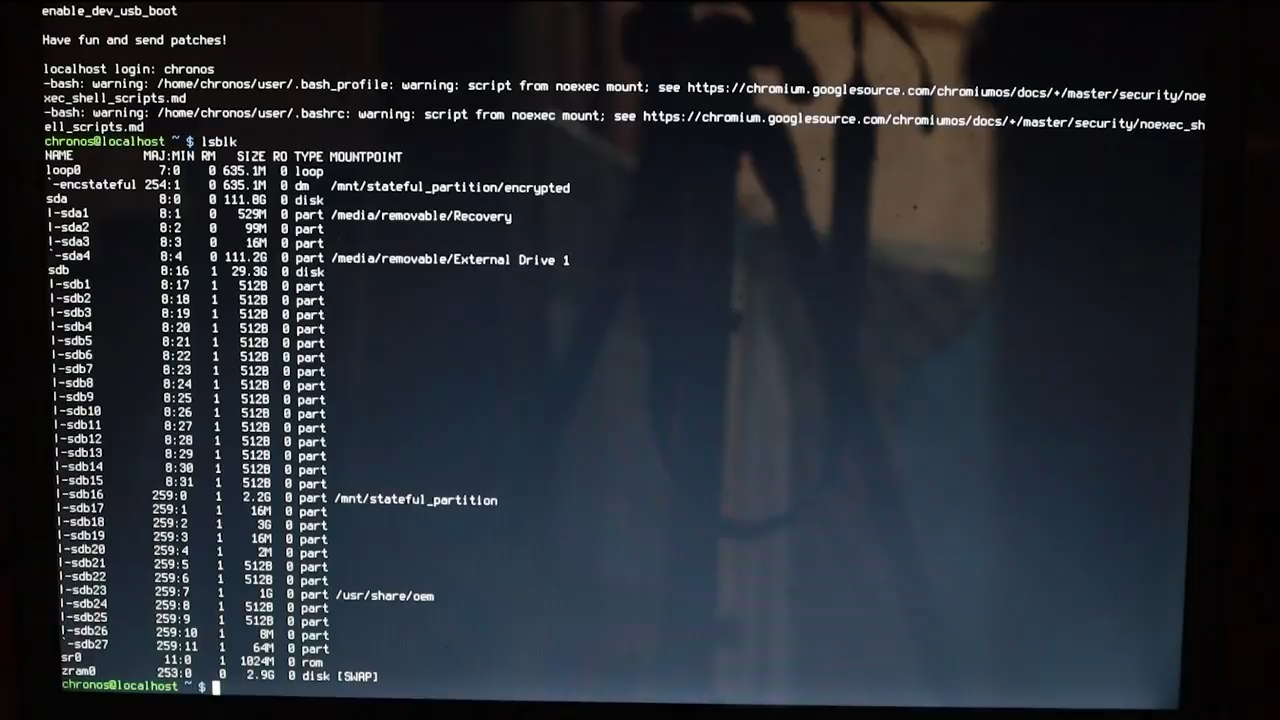 enable_dev_usb_boot
Have fun and send patches!
localhost login: chronos
-bash: warning: /home/chronos/user/.bash_profile: warning: script from noexec mount; see https://chromium.googlesource.com/chromiumos/docs/+/master/security/noe
xec_shell_scripts.md
-bash: warning: /home/chronos/user/.bashrc: warning: script from noexec mount; see https://chromium.googlesource.com/chromiumos/docs/+/master/security/noexec_sh
ell_scripts.md
chronos@localhost ~ $ lsblk
NAME MAJ:MIN RM SIZE RO TYPE MOUNTPOINT
loop0 7:0 0 635.1M 0 loop
`-encstateful 254:1 0 635.1M 0 dm /mnt/stateful_partition/encrypted
sda 8:0 0 111.8G 0 disk
|-sda1 8:1 0 529M 0 part /media/removable/Recovery
|-sda2 8:2 0 99M 0 part
|-sda3 8:3 0 16M 0 part
`-sda4 8:4 0 111.2G 0 part /media/removable/External Drive 1
sdb 8:16 1 29.3G 0 disk
|-sdb1 8:17 1 512B 0 part
|-sdb2 8:18 1 512B 0 part
|-sdb3 8:19 1 512B 0 part
|-sdb4 8:20 1 512B 0 part
|-sdb5 8:21 1 512B 0 part
|-sdb6 8:22 1 512B 0 part
|-sdb7 8:23 1 512B 0 part
|-sdb8 8:24 1 512B 0 part
|-sdb9 8:25 1 512B 0 part
|-sdb10 8:26 1 512B 0 part
|-sdb11 8:27 1 512B 0 part
|-sdb12 8:28 1 512B 0 part
|-sdb13 8:29 1 512B 0 part
|-sdb14 8:30 1 512B 0 part
|-sdb15 8:31 1 512B 0 part
|-sdb16 259:0 1 2.2G 0 part /mnt/stateful_partition
|-sdb17 259:1 1 16M 0 part
|-sdb18 259:2 1 3G 0 part
|-sdb19 259:3 1 16M 0 part
|-sdb20 259:4 1 2M 0 part
|-sdb21 259:5 1 512B 0 part
|-sdb22 259:6 1 512B 0 part
|-sdb23 259:7 1 1G 0 part /usr/share/oem
|-sdb24 259:8 1 512B 0 part
|-sdb25 259:9 1 512B 0 part
|-sdb26 259:10 1 8M 0 part
`-sdb27 259:11 1 64M 0 part
sr0 11:0 1 1024M 0 rom
zram0 253:0 0 2.9G 0 disk [SWAP]
chronos@localhost ~ $